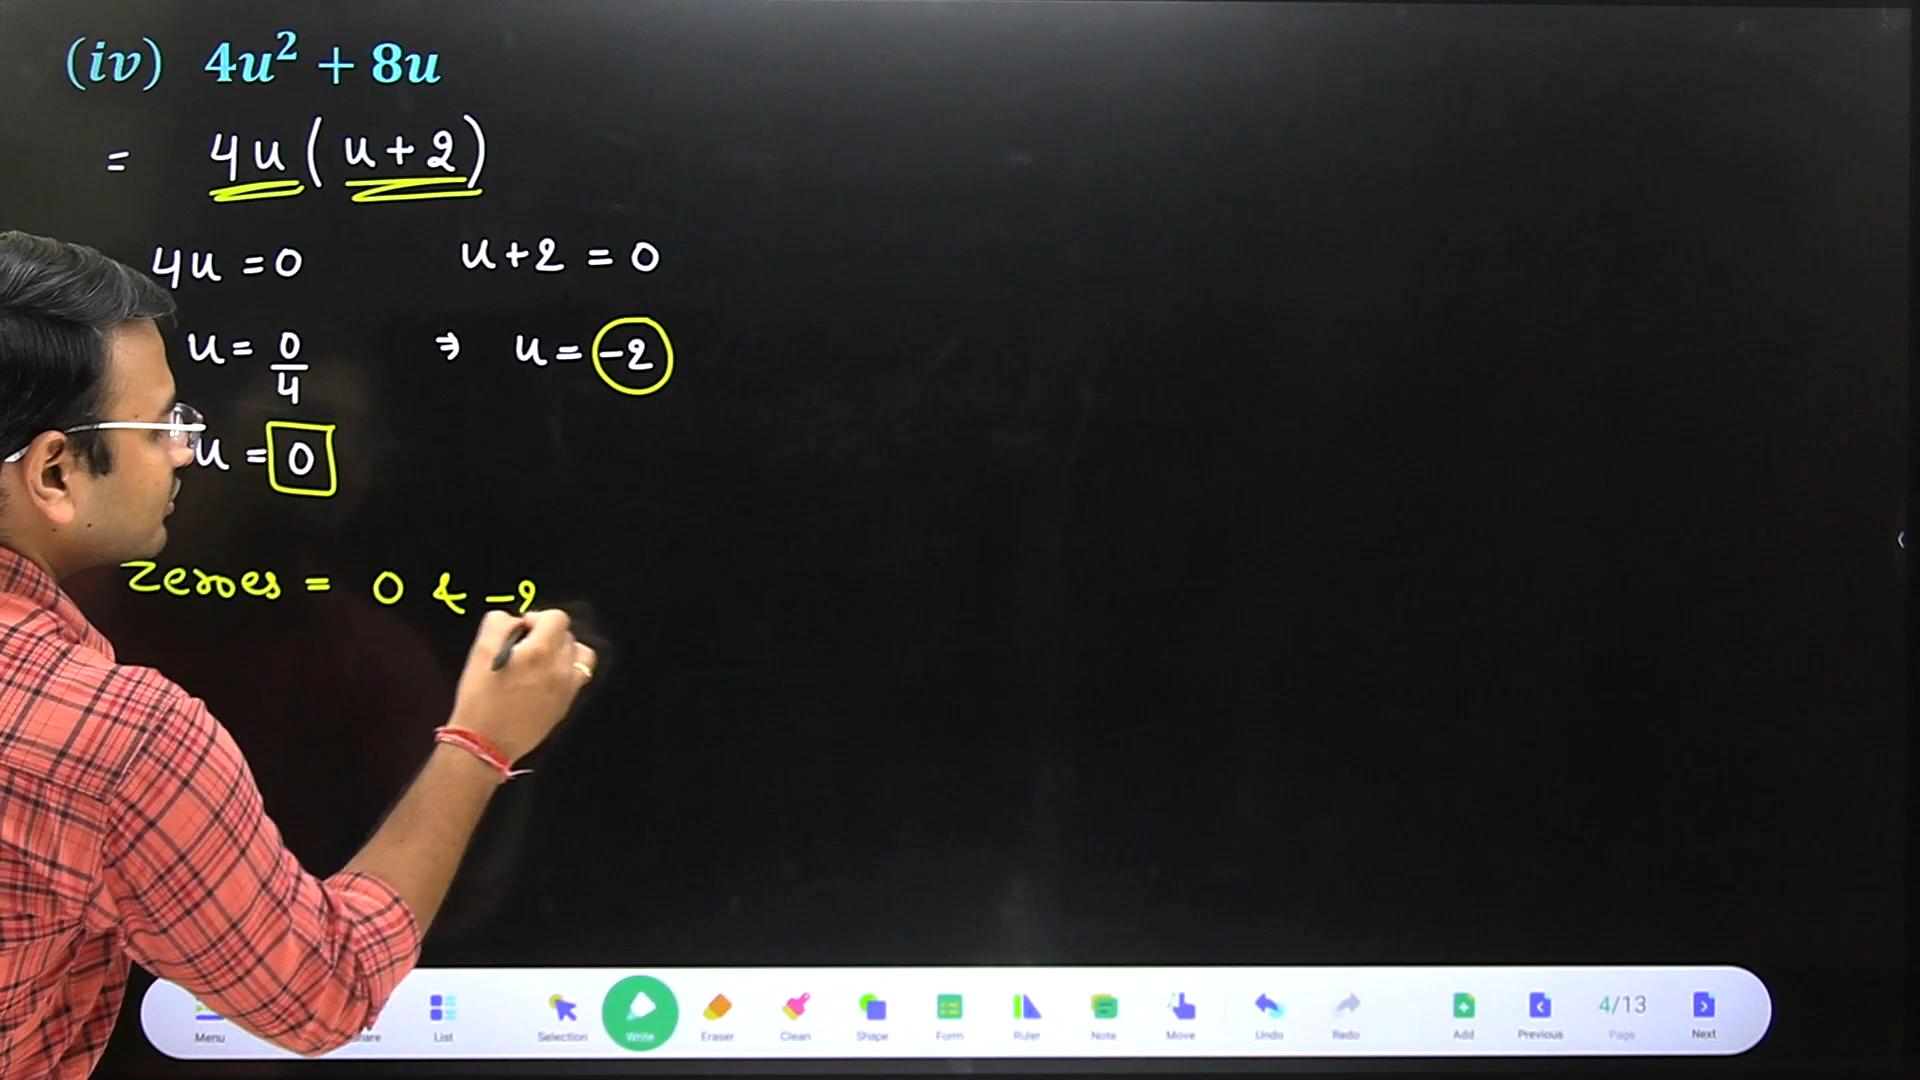 (iv) 4u² + 8u
= 4u(u+2)
4u = 0 u+2 = 0
u = 0/4 ⇒ u = -2
u = 0
Zeroes = 0 & -2
Menu Share List Selection Write Eraser Clean Shape Form Ruler Note Move Undo Redo Add Previous 4/13 Page Next